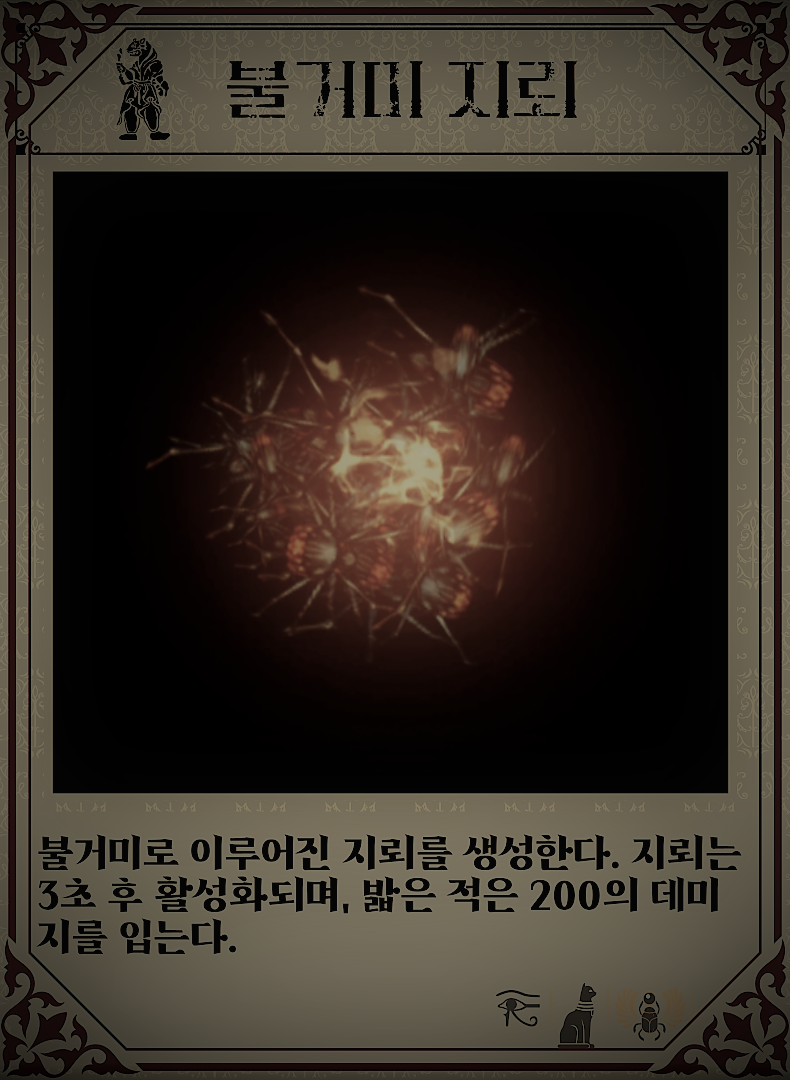 불거미 지뢰
불거미로 이루어진 지뢰를 생성한다. 지뢰는
3초 후 활성화되며, 밟은 적은 200의 데미
지를 입는다.